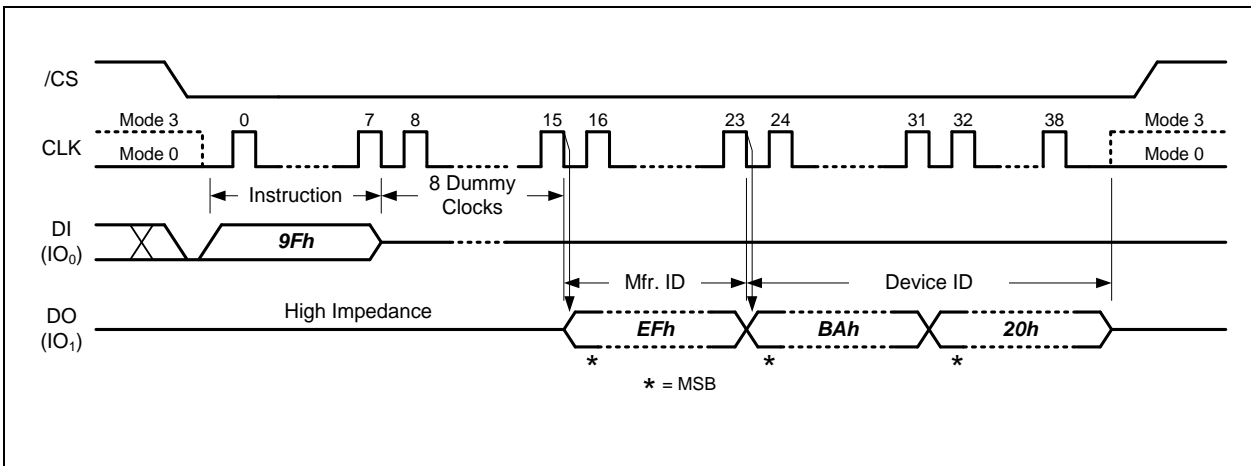 /CS
Mode 3 0 7 8 15 16 23 24 31 32 38 Mode 3
CLK
Mode 0 Mode 0
Instruction
8 Dummy
Clocks
DI
(IO₀)
9Fh
Mfr. ID Device ID
DO
(IO₁)
High Impedance
EFh BAh 20h
* * *
* = MSB